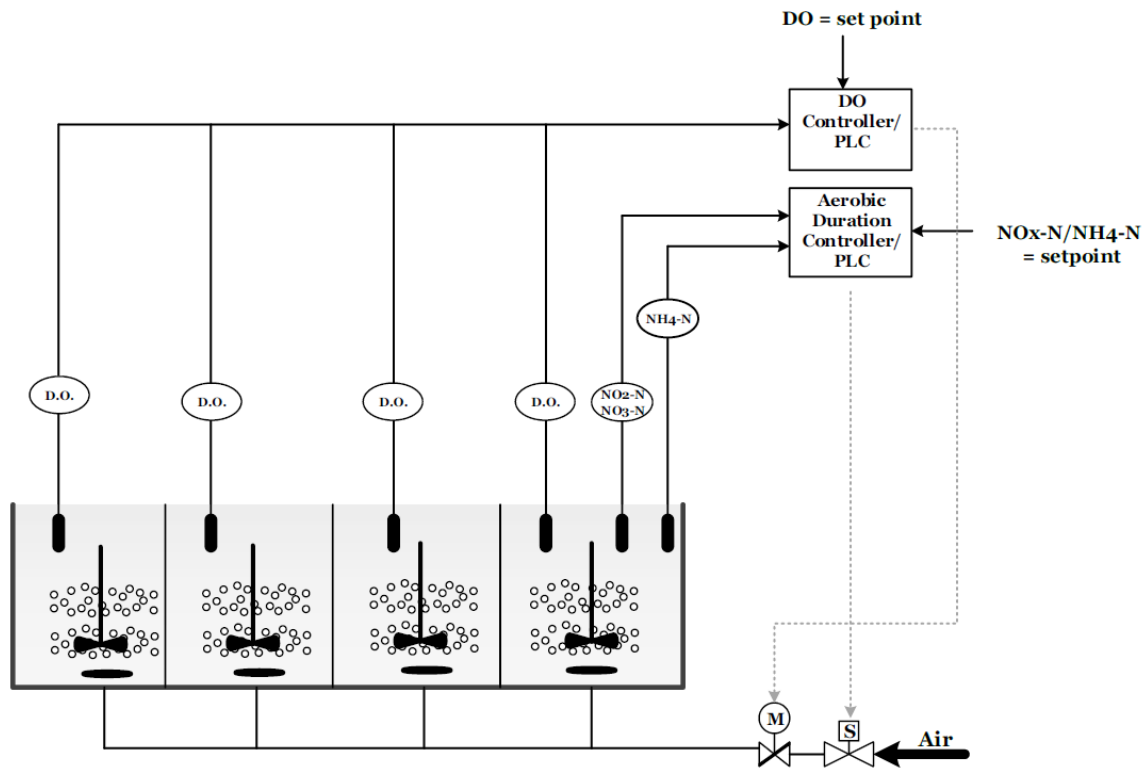 DO = set point
DO
Controller/
PLC
Aerobic
Duration
Controller/
PLC
NOx-N/NH4-N
= setpoint
NH4-N
D.O.
D.O.
D.O.
D.O.
NO2-N
NO3-N
M
S
Air